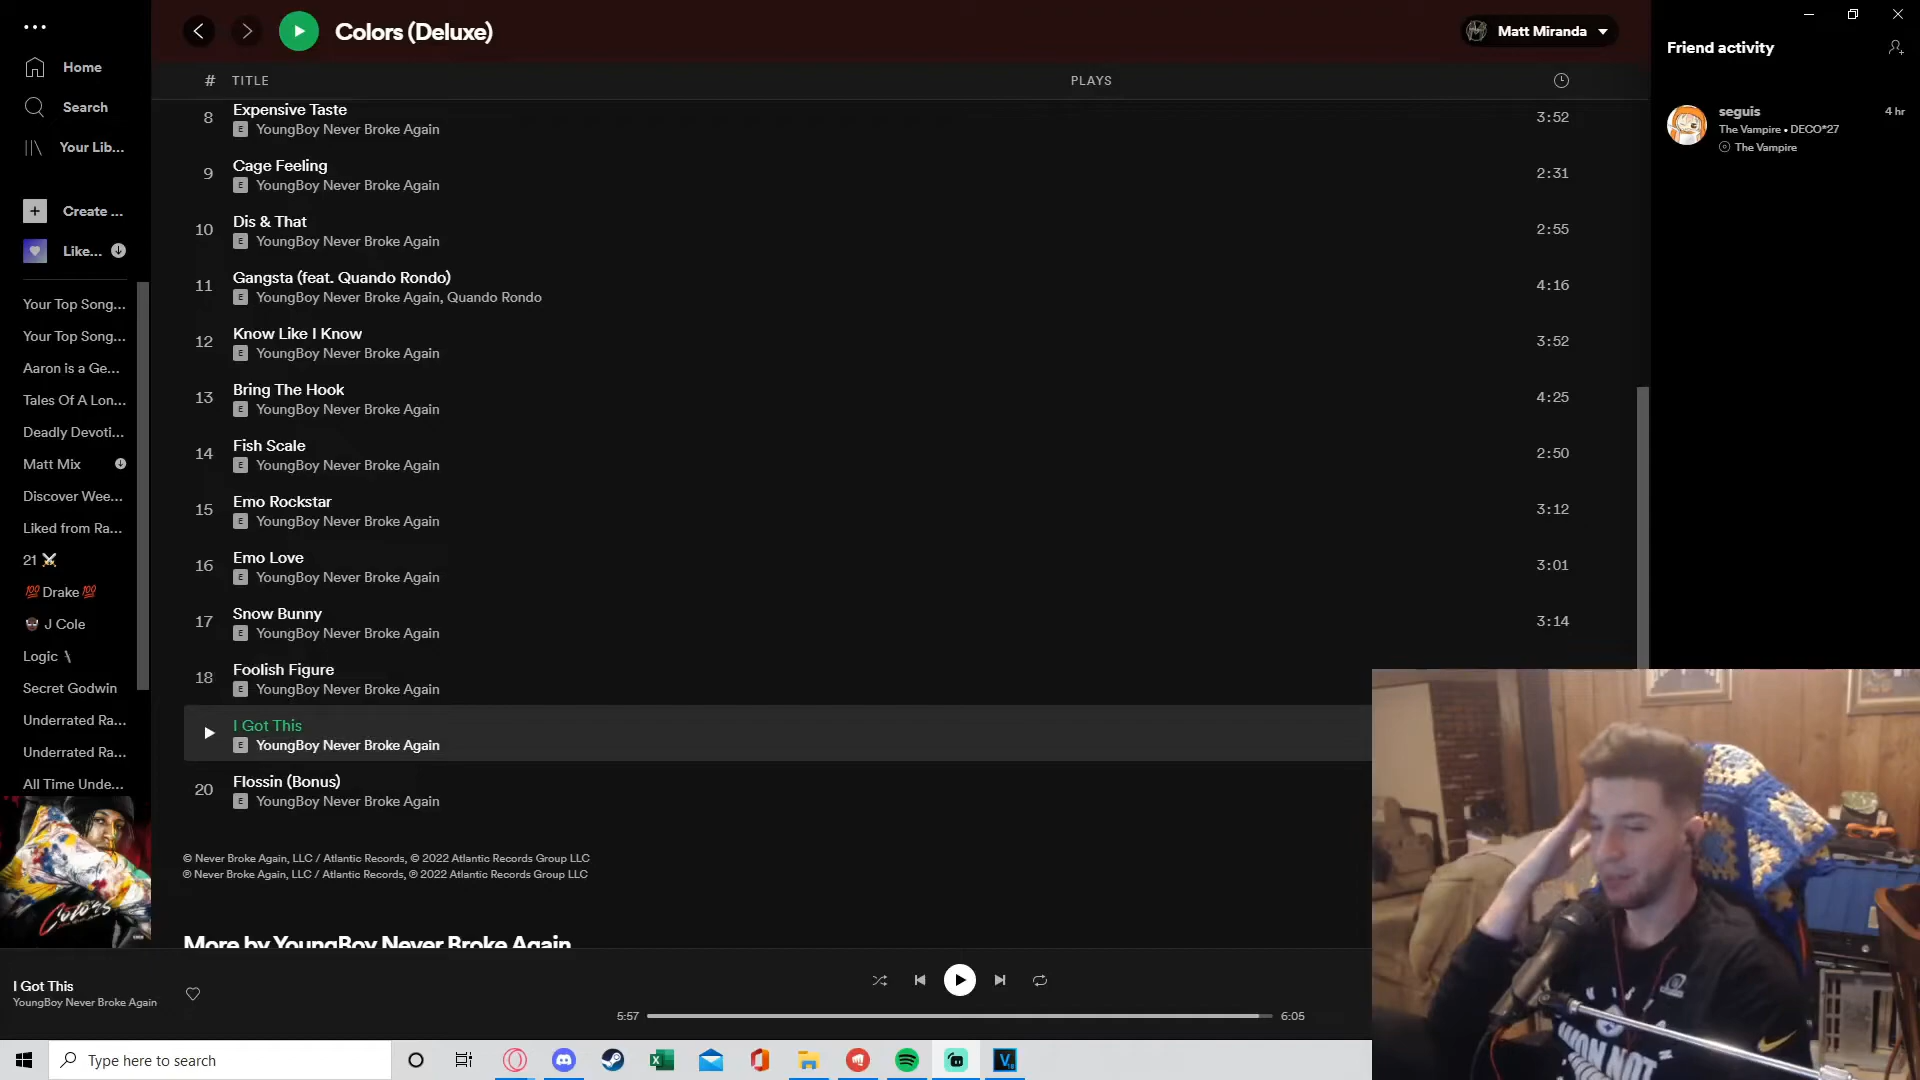 Colors (Deluxe)
Matt Miranda
Friend activity
Home
Search
Your Lib...
Create ...
Like...
Your Top Song...
Your Top Song...
Aaron is a Ge...
Tales Of A Lon...
Deadly Devoti...
Matt Mix
Discover Wee...
Liked from Ra...
21 ⚔
💯 Drake 💯
J Cole
Logic \
Secret Godwin
Underrated Ra...
Underrated Ra...
All Time Unde...
# TITLE PLAYS
8 Expensive Taste 3:52
E YoungBoy Never Broke Again
9 Cage Feeling 2:31
E YoungBoy Never Broke Again
10 Dis & That 2:55
E YoungBoy Never Broke Again
11 Gangsta (feat. Quando Rondo) 4:16
E YoungBoy Never Broke Again, Quando Rondo
12 Know Like I Know 3:52
E YoungBoy Never Broke Again
13 Bring The Hook 4:25
E YoungBoy Never Broke Again
14 Fish Scale 2:50
E YoungBoy Never Broke Again
15 Emo Rockstar 3:12
E YoungBoy Never Broke Again
16 Emo Love 3:01
E YoungBoy Never Broke Again
17 Snow Bunny 3:14
E YoungBoy Never Broke Again
18 Foolish Figure
E YoungBoy Never Broke Again
I Got This
E YoungBoy Never Broke Again
20 Flossin (Bonus)
E YoungBoy Never Broke Again
© Never Broke Again, LLC / Atlantic Records, © 2022 Atlantic Records Group LLC
℗ Never Broke Again, LLC / Atlantic Records, ℗ 2022 Atlantic Records Group LLC
More by YoungBoy Never Broke Again
seguis 4 hr
The Vampire • DECO*27
The Vampire
Colors
I Got This
YoungBoy Never Broke Again
5:57 6:05
Type here to search